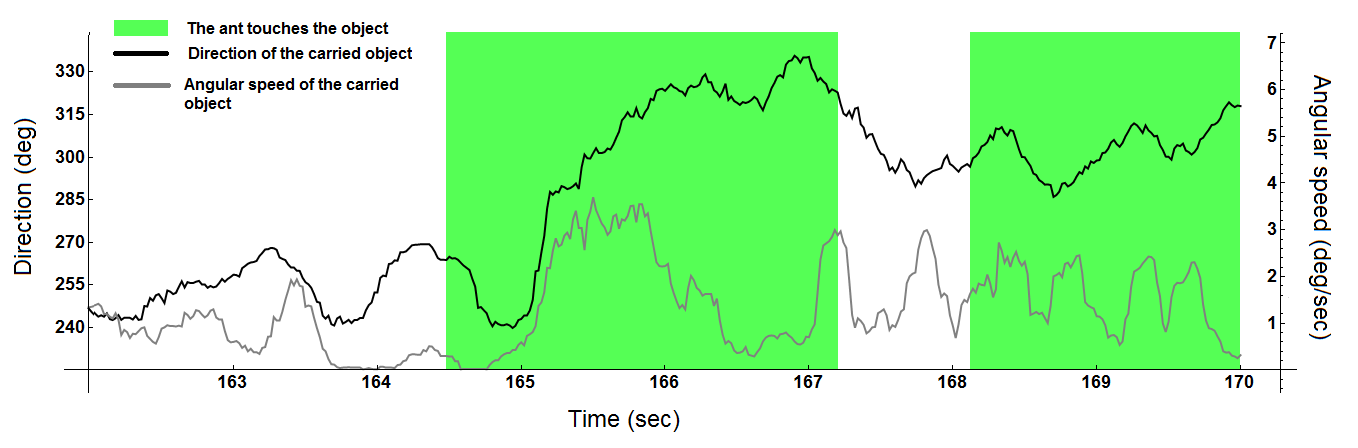 The ant touches the object
Direction of the carried object
Angular speed of the carried
object
Direction (deg)
330
315
300
285
270
255
240
7
6
5
4
3
2
1
Angular speed (deg/sec)
163 164 165 166 167 168 169 170
Time (sec)